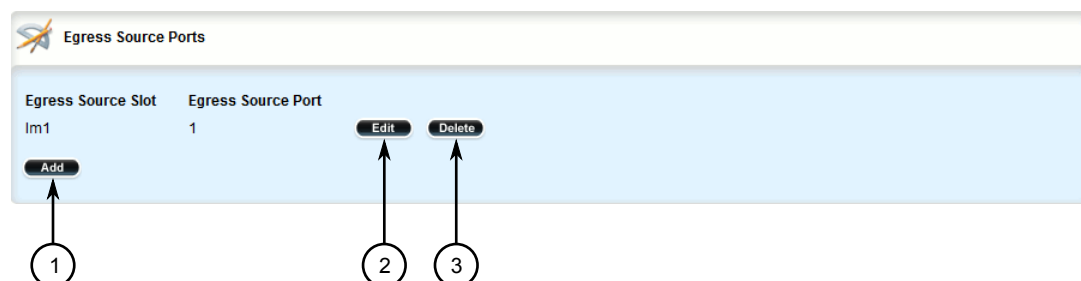 Egress Source Ports
Egress Source Slot Egress Source Port
lm1 1 Edit Delete
Add
1 2 3